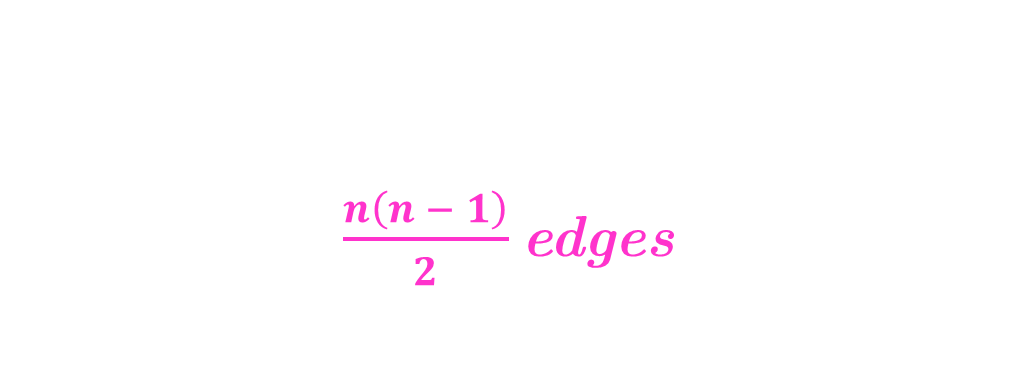 n(n − 1)
2
edges